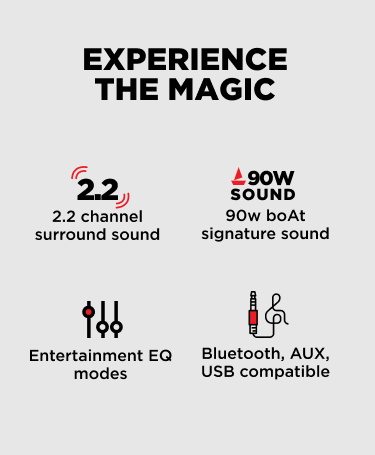 EXPERIENCE
THE MAGIC
2.2
2.2 channel
surround sound
90W
SOUND
90w boAt
signature sound
Entertainment EQ
modes
Bluetooth, AUX,
USB compatible